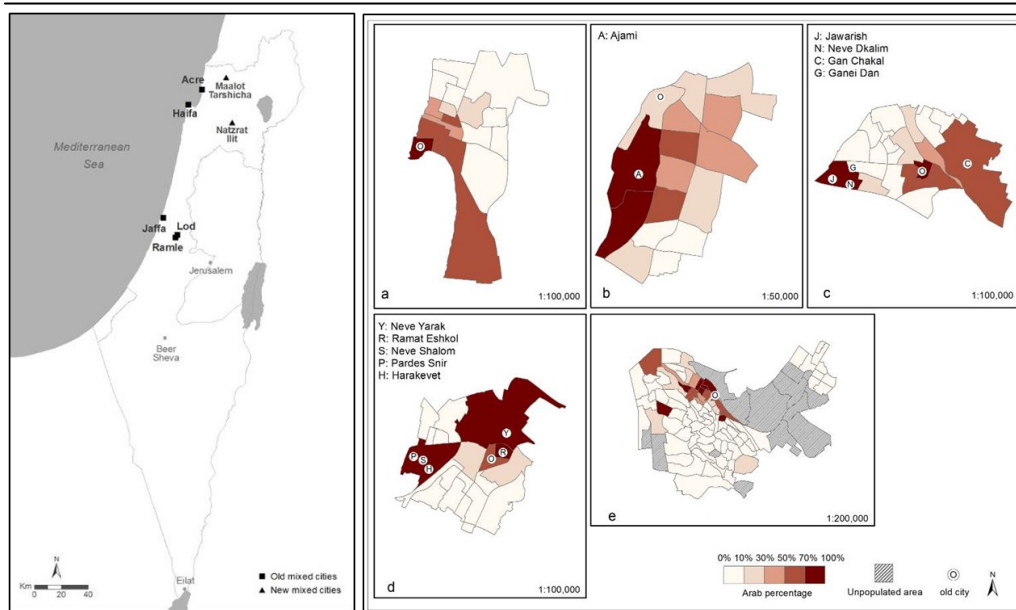 Acre
Maalot
Tarshicha
Haifa
Natzrat
Ilit
Mediterranean
Sea
Jaffa
Lod
Ramle
Jerusalem
Beer
Sheva
Eilat
N
Km
0 10 20 40
Old mixed cities
New mixed cities
O
a
1:100,000
A: Ajami
O
A
b
1:50,000
J: Jawarish
N: Neve Dkalim
C: Gan Chakal
G: Ganei Dan
C
G
O
J
N
c
1:100,000
Y: Neve Yarak
R: Ramat Eshkol
S: Neve Shalom
P: Pardes Snir
H: Harakevet
Y
R
O
P
S
H
d
1:100,000
O
e
1:200,000
0% 10% 30% 50% 70% 100%
Arab percentage
Unpopulated area
O
old city
N